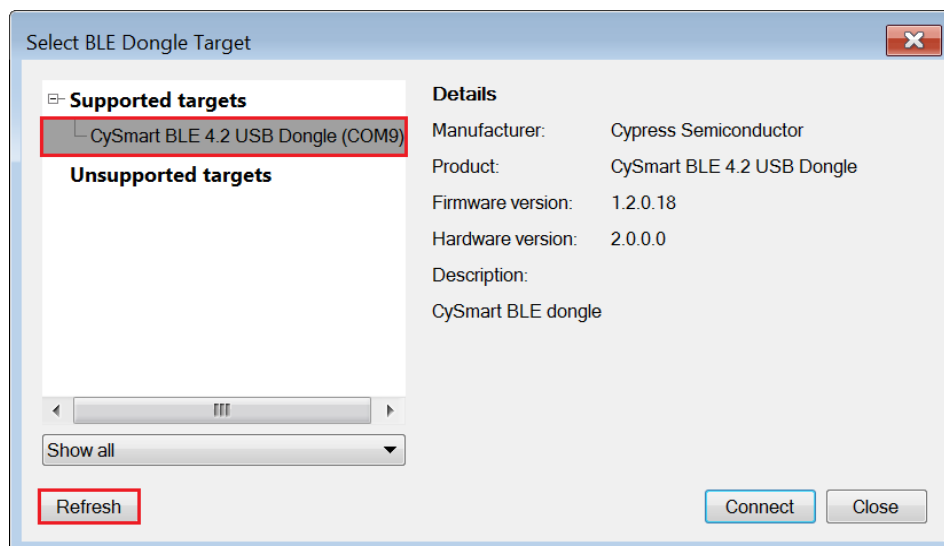 Select BLE Dongle Target
Supported targets
CySmart BLE 4.2 USB Dongle (COM9)
Unsupported targets
Show all
Refresh
Details
Manufacturer: Cypress Semiconductor
Product: CySmart BLE 4.2 USB Dongle
Firmware version: 1.2.0.18
Hardware version: 2.0.0.0
Description:
CySmart BLE dongle
Connect
Close